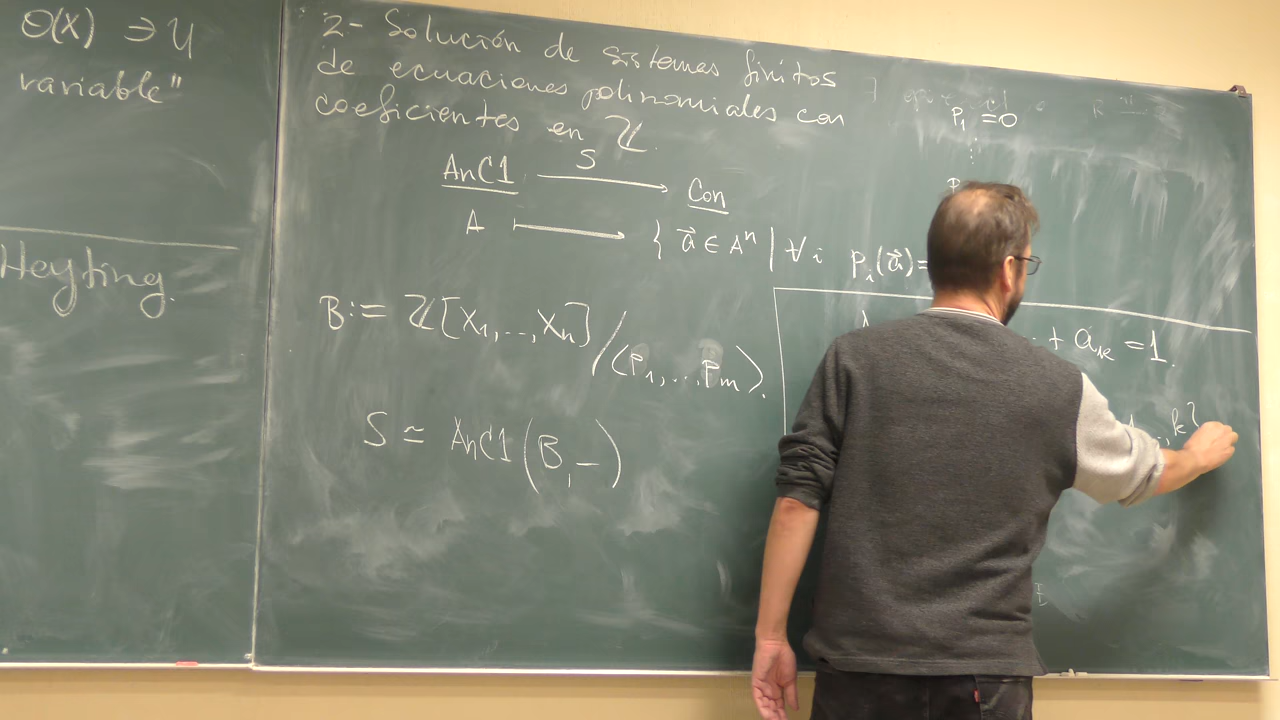 Θ(X) ∋ U
variable"
Heyting.
2- Solución de sistemas finitos
de ecuaciones polinomiales con
coeficientes en ℤ.
P₁ = 0
⋮
AnC1 —S→ Con
A ⟼ { a⃗ ∈ Aⁿ | ∀i Pᵢ(a⃗) =
B := ℤ[X₁,..,Xₙ]/(P₁,...Pₘ).
+ a₁ₖ = 1.
S ≃ AnC1(B,−)
,k}